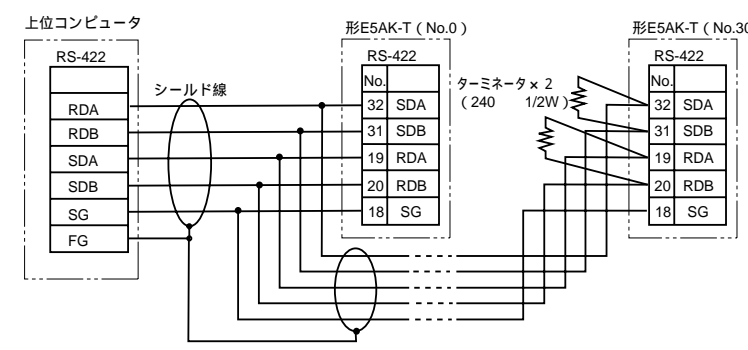 上位コンピュータ
RS-422
RDA
RDB
SDA
SDB
SG
FG
シールド線
形E5AK-T（No.0）
RS-422
No.
32 SDA
31 SDB
19 RDA
20 RDB
18 SG
ターミネータ× 2
（240 1/2W）
形E5AK-T（No.30
RS-422
No.
32 SDA
31 SDB
19 RDA
20 RDB
18 SG